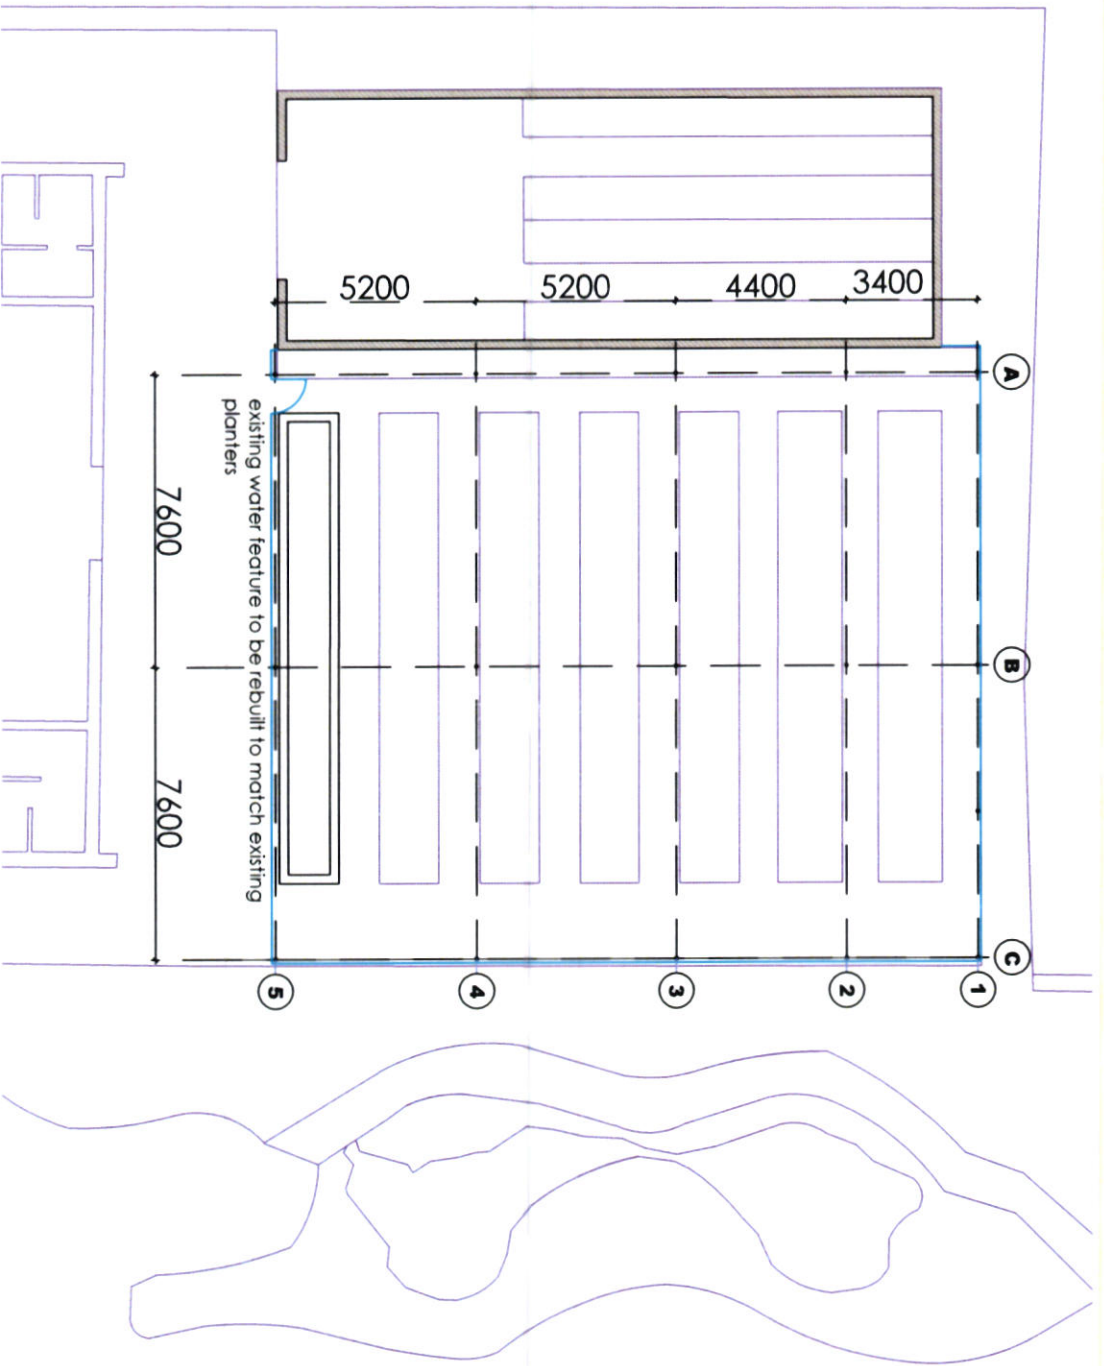 5200
5200
4400
3400
A
existing water feature to be rebuilt to match existing
planters
7600
B
7600
C
5
4
3
2
1